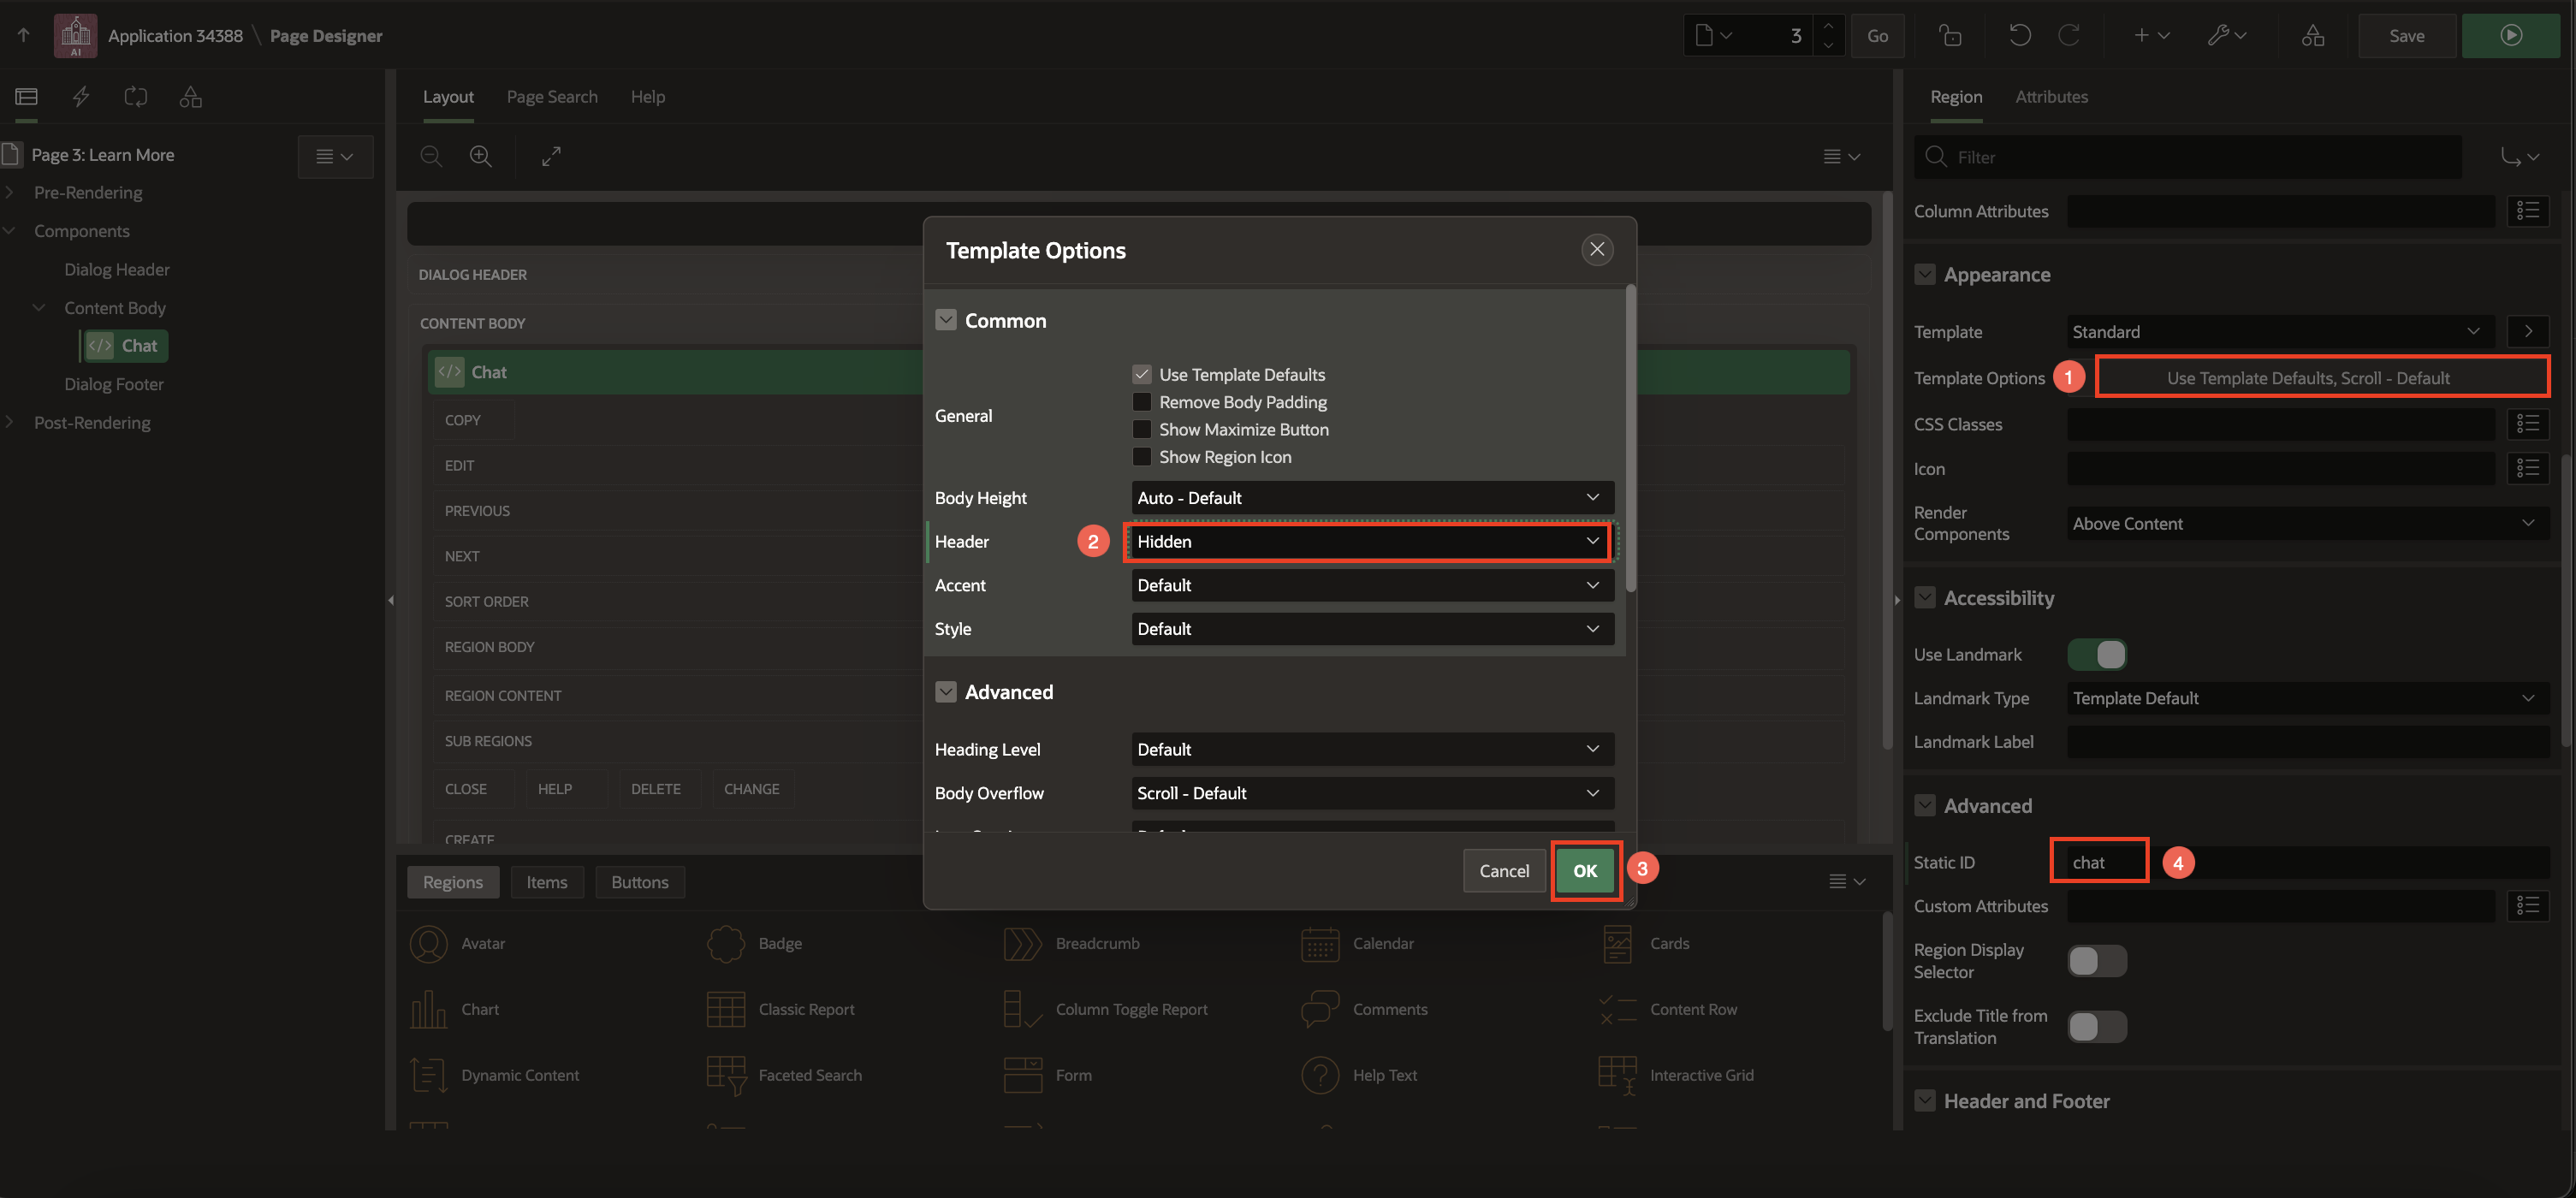 AI
Application 34388 \ Page Designer
3
Go
Save
Layout
Page Search
Help
Region
Attributes
Page 3: Learn More
Pre-Rendering
Components
Dialog Header
Content Body
</> Chat
Dialog Footer
Post-Rendering
DIALOG HEADER
CONTENT BODY
</> Chat
COPY
EDIT
PREVIOUS
NEXT
SORT ORDER
REGION BODY
REGION CONTENT
SUB REGIONS
CLOSE
HELP
DELETE
CHANGE
CREATE
Regions
Items
Buttons
Avatar
Badge
Breadcrumb
Calendar
Cards
Chart
Classic Report
Column Toggle Report
Comments
Content Row
Dynamic Content
Faceted Search
Form
Help Text
Interactive Grid
Template Options
Common
General
Use Template Defaults
Remove Body Padding
Show Maximize Button
Show Region Icon
Body Height
Auto - Default
Header
2
Hidden
Accent
Default
Style
Default
Advanced
Heading Level
Default
Body Overflow
Scroll - Default
Cancel
OK
3
Filter
Column Attributes
Appearance
Template
Standard
Template Options
1
Use Template Defaults, Scroll - Default
CSS Classes
Icon
Render
Components
Above Content
Accessibility
Use Landmark
Landmark Type
Template Default
Landmark Label
Advanced
Static ID
chat
4
Custom Attributes
Region Display
Selector
Exclude Title from
Translation
Header and Footer